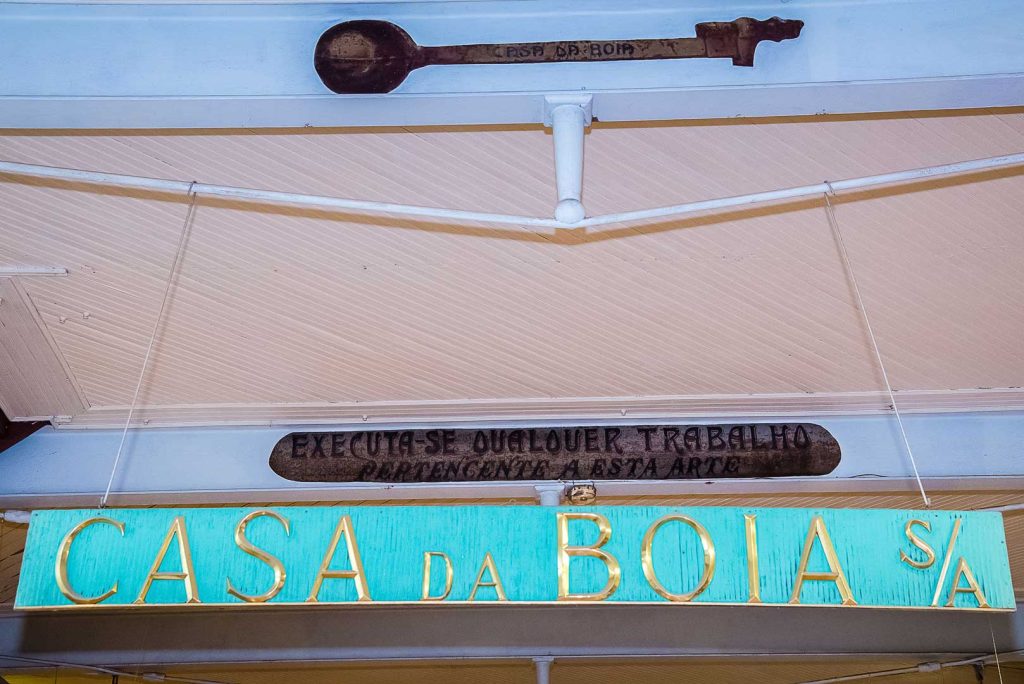 CASA DA BOIA
EXECUTA-SE QUALQUER TRABALHO
PERTENCENTE A ESTA ARTE
CASA DA BOIA S/A